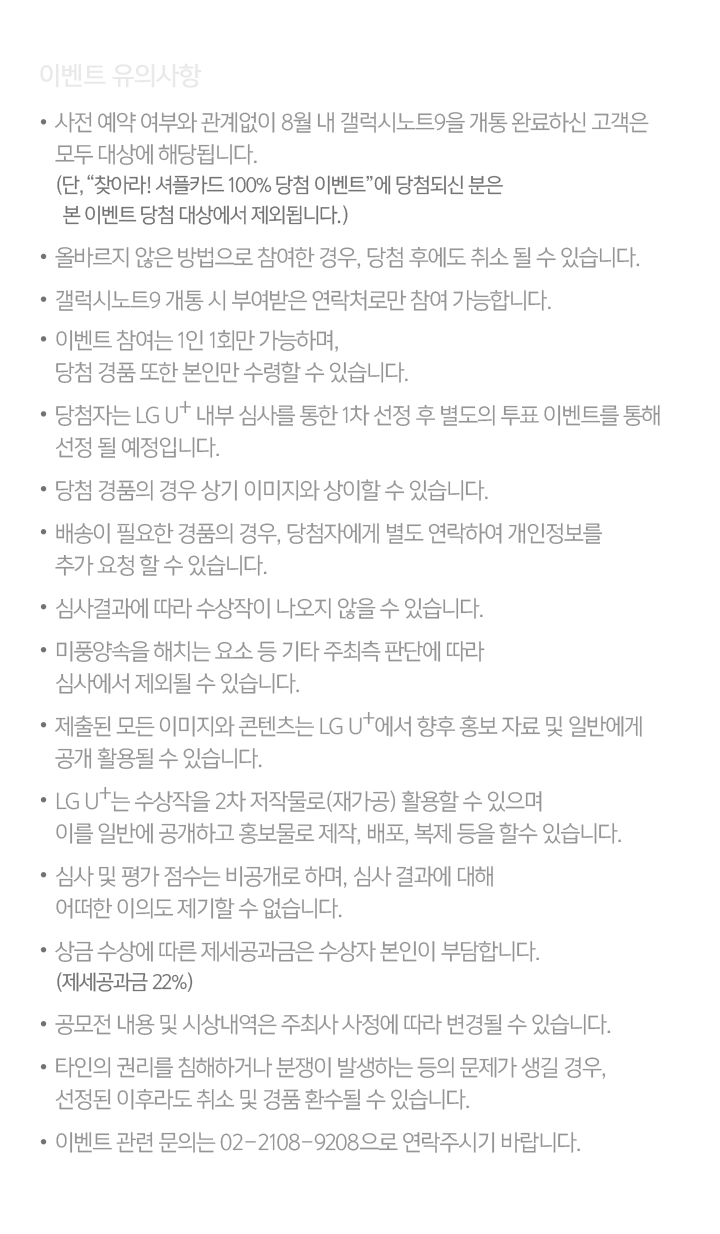 이벤트 유의사항
• 사전 예약 여부와 관계없이 8월 내 갤럭시노트9을 개통 완료하신 고객은
모두 대상에 해당됩니다.
(단, “찾아라! 셔플카드 100% 당첨 이벤트”에 당첨되신 분은
본 이벤트 당첨 대상에서 제외됩니다.)
• 올바르지 않은 방법으로 참여한 경우, 당첨 후에도 취소 될 수 있습니다.
• 갤럭시노트9 개통 시 부여받은 연락처로만 참여 가능합니다.
• 이벤트 참여는 1인 1회만 가능하며,
당첨 경품 또한 본인만 수령할 수 있습니다.
• 당첨자는 LG U+ 내부 심사를 통한 1차 선정 후 별도의 투표 이벤트를 통해
선정 될 예정입니다.
• 당첨 경품의 경우 상기 이미지와 상이할 수 있습니다.
• 배송이 필요한 경품의 경우, 당첨자에게 별도 연락하여 개인정보를
추가 요청 할 수 있습니다.
• 심사결과에 따라 수상작이 나오지 않을 수 있습니다.
• 미풍양속을 해치는 요소 등 기타 주최측 판단에 따라
심사에서 제외될 수 있습니다.
• 제출된 모든 이미지와 콘텐츠는 LG U+에서 향후 홍보 자료 및 일반에게
공개 활용될 수 있습니다.
• LG U+는 수상작을 2차 저작물로(재가공) 활용할 수 있으며
이를 일반에 공개하고 홍보물로 제작, 배포, 복제 등을 할수 있습니다.
• 심사 및 평가 점수는 비공개로 하며, 심사 결과에 대해
어떠한 이의도 제기할 수 없습니다.
• 상금 수상에 따른 제세공과금은 수상자 본인이 부담합니다.
(제세공과금 22%)
• 공모전 내용 및 시상내역은 주최사 사정에 따라 변경될 수 있습니다.
• 타인의 권리를 침해하거나 분쟁이 발생하는 등의 문제가 생길 경우,
선정된 이후라도 취소 및 경품 환수될 수 있습니다.
• 이벤트 관련 문의는 02-2108-9208으로 연락주시기 바랍니다.